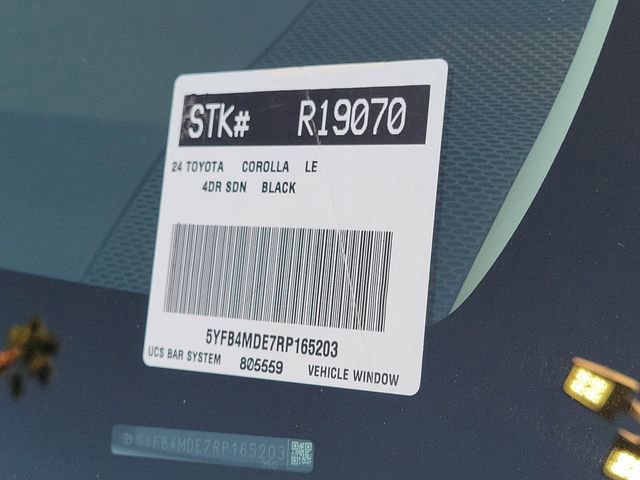 STK# R19070
24 TOYOTA COROLLA LE
4DR SDN BLACK
5YFB4MDE7RP165203
UCS BAR SYSTEM 805559 VEHICLE WINDOW
5YFB4MDE7RP165203